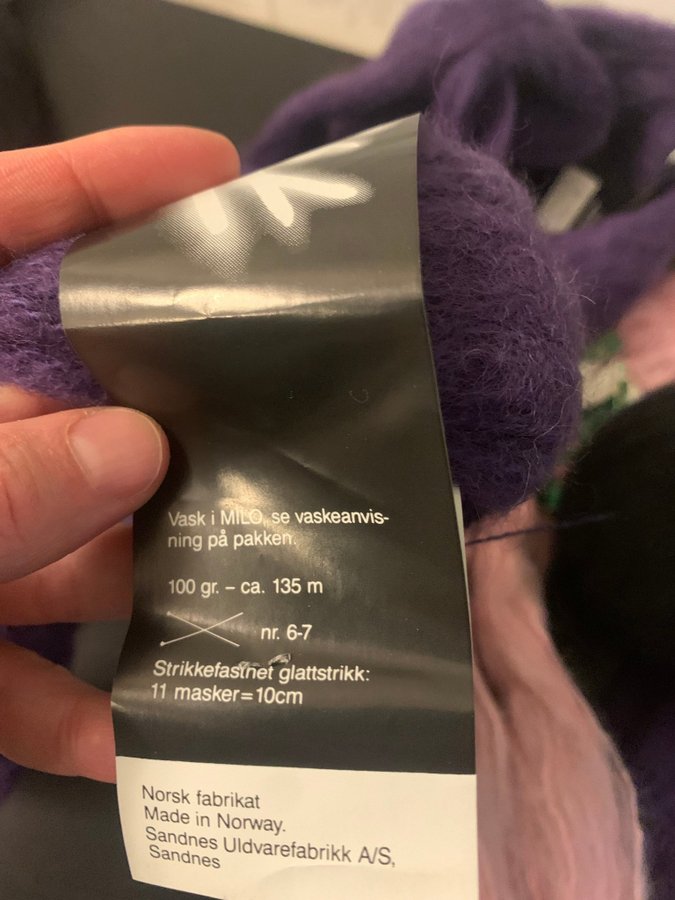 Vask i MILO, se vaskeanvis-
ning på pakken.
100 gr. – ca. 135 m
nr. 6-7
Strikkefastnet glattstrikk:
11 masker=10cm
Norsk fabrikat
Made in Norway.
Sandnes Uldvarefabrikk A/S,
Sandnes